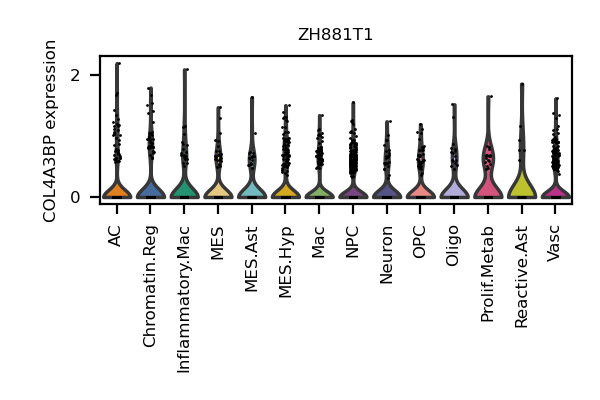 ZH881T1
COL4A3BP expression
2
0
AC
Chromatin.Reg
Inflammatory.Mac
MES
MES.Ast
MES.Hyp
Mac
NPC
Neuron
OPC
Oligo
Prolif.Metab
Reactive.Ast
Vasc